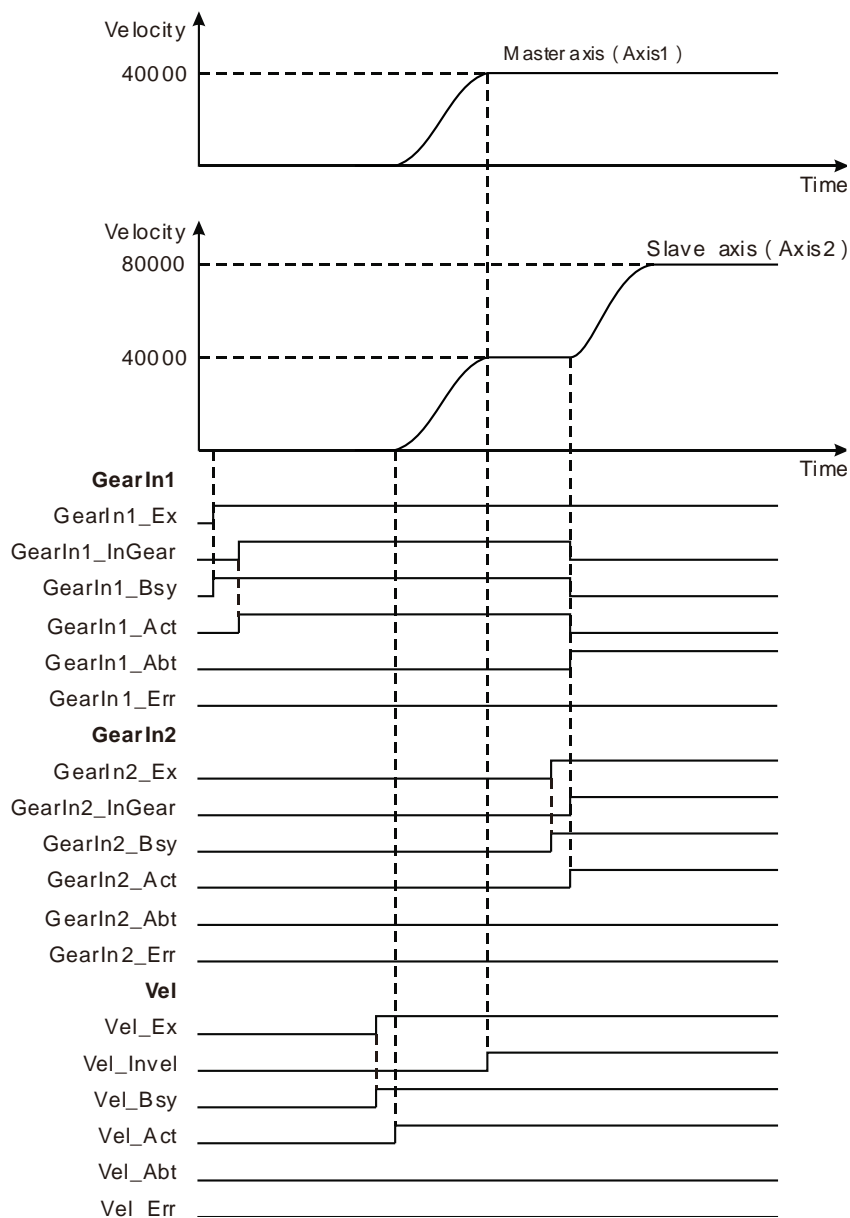 Velocity
Master axis ( Axis1 )
40000
Time
Velocity
Slave axis ( Axis2 )
80000
40000
Time
GearIn1
GearIn1_Ex
GearIn1_InGear
GearIn1_Bsy
GearIn1_Act
GearIn1_Abt
GearIn1_Err
GearIn2
GearIn2_Ex
GearIn2_InGear
GearIn2_Bsy
GearIn2_Act
GearIn2_Abt
GearIn2_Err
Vel
Vel_Ex
Vel_Invel
Vel_Bsy
Vel_Act
Vel_Abt
Vel_Err